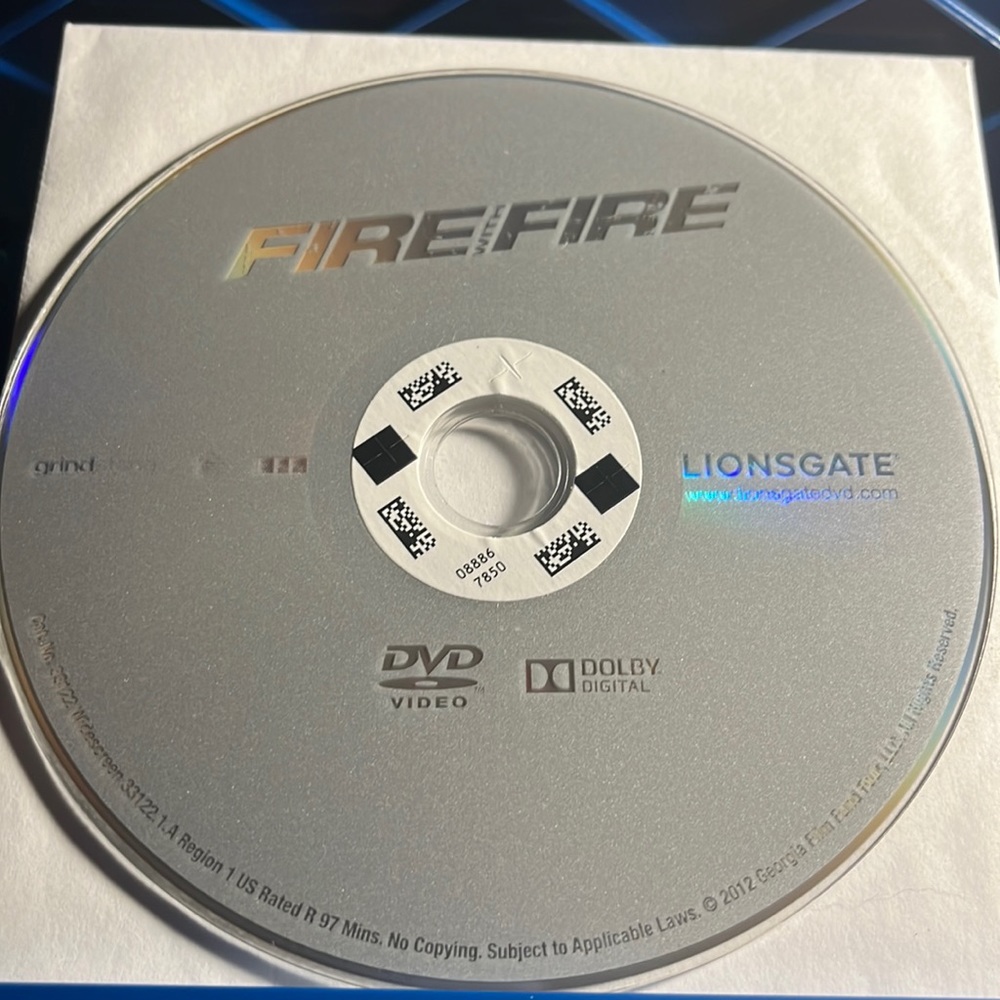 FIRE WITH FIRE
grindstone
LIONSGATE
www.lionsgatedvd.com
08886
7850
DVD
VIDEO
DOLBY
DIGITAL
Widescreen 33122.1.A Region 1 US Rated R 97 Mins. No Copying. Subject to Applicable Laws. © 2012 Georgia Film Fund Four, LLC. All Rights Reserved.